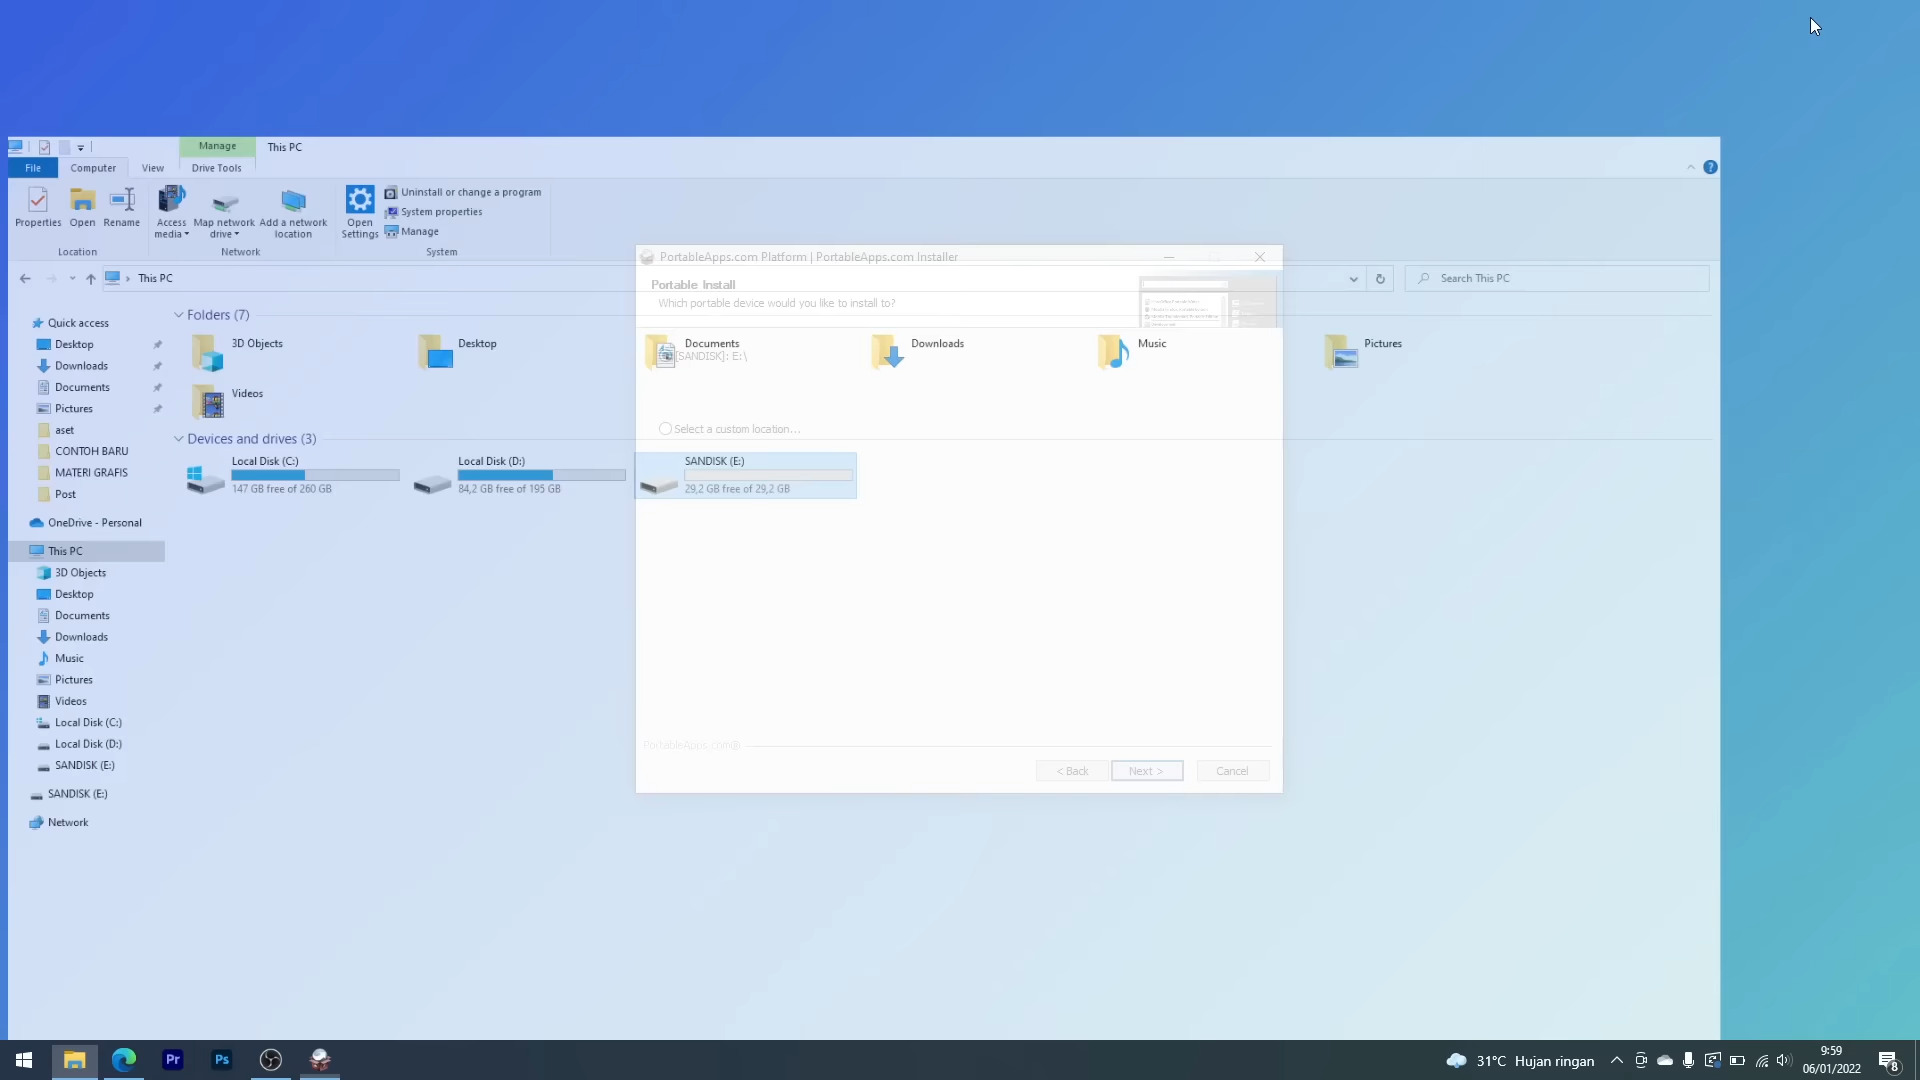 Manage
This PC
File
Computer
View
Drive Tools
Properties
Open
Rename
Access media
Map network drive
Add a network location
Open Settings
Uninstall or change a program
System properties
Manage
Location
Network
System
PortableApps.com Platform | PortableApps.com Installer
This PC
Search This PC
Portable Install
Which portable device would you like to install to?
Quick access
Desktop
Downloads
Documents
Pictures
aset
CONTOH BARU
MATERI GRAFIS
Post
OneDrive - Personal
This PC
3D Objects
Desktop
Documents
Downloads
Music
Pictures
Videos
Local Disk (C:)
Local Disk (D:)
SANDISK (E:)
SANDISK (E:)
Network
Folders (7)
3D Objects
Desktop
Documents
[SANDISK]: E:\
Downloads
Music
Pictures
Videos
Select a custom location...
Devices and drives (3)
Local Disk (C:)
147 GB free of 260 GB
Local Disk (D:)
84,2 GB free of 195 GB
SANDISK (E:)
29,2 GB free of 29,2 GB
PortableApps.com®
< Back
Next >
Cancel
Pr
Ps
31°C Hujan ringan
9:59
06/01/2022
8